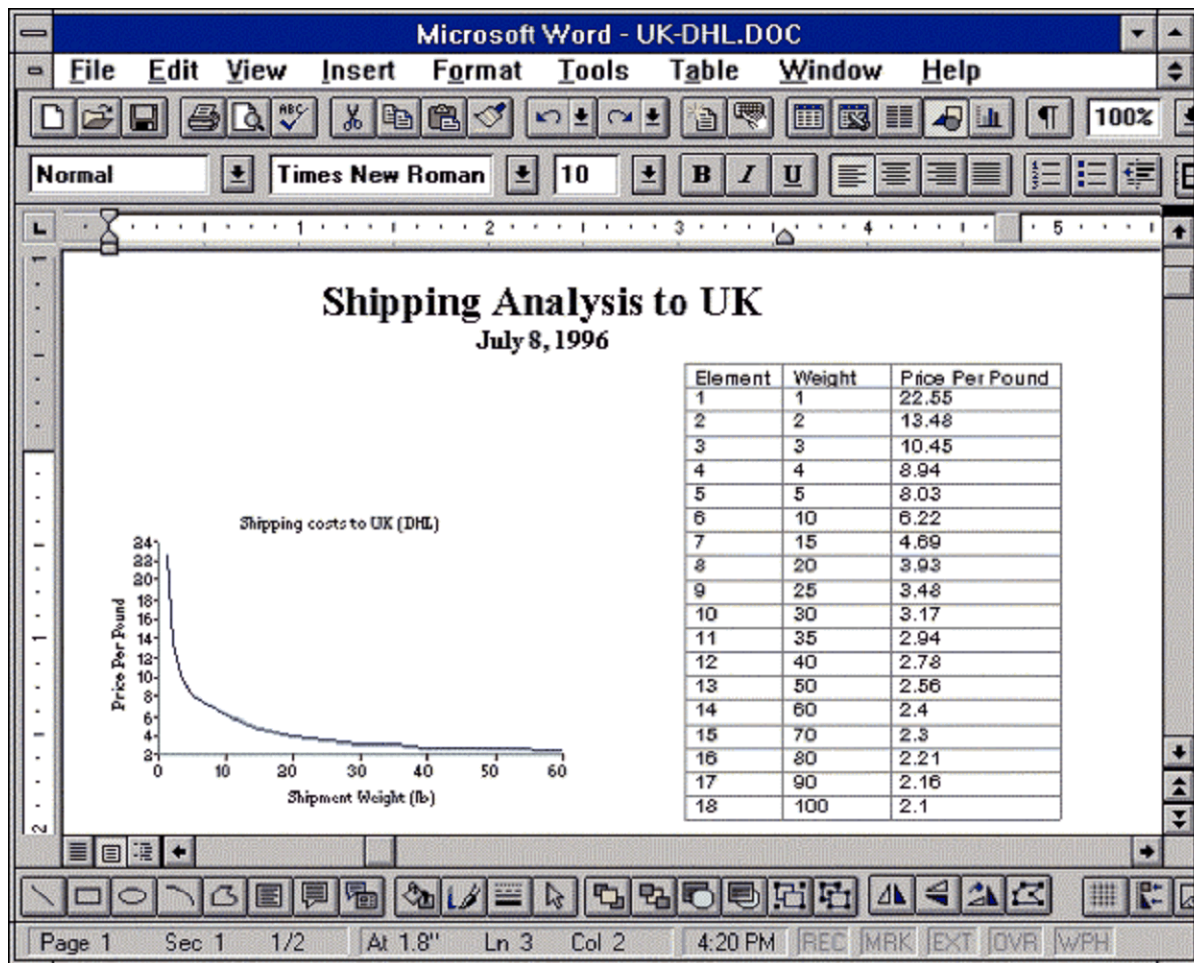 Microsoft Word - UK-DHL.DOC
File Edit View Insert Format Tools Table Window Help
ABC 100%
Normal Times New Roman 10 B I U
1 2 3 4 5
Shipping Analysis to UK
July 8, 1996
Element Weight Price Per Pound
1 1 22.55
2 2 13.48
3 3 10.45
4 4 8.94
5 5 8.03
6 10 6.22
7 15 4.69
8 20 3.93
9 25 3.48
10 30 3.17
11 35 2.94
12 40 2.78
13 50 2.56
14 60 2.4
15 70 2.3
16 80 2.21
17 90 2.16
18 100 2.1
Shipping costs to UK (DHL)
Price Per Pound
24
22
20
18
16
14
12
10
8
6
4
2
0 10 20 30 40 50 60
Shipment Weight (lb)
Page 1 Sec 1 1/2 At 1.8" Ln 3 Col 2 4:20 PM REC MRK EXT OVR WPH